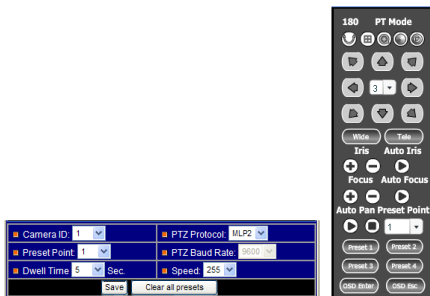 180 PT Mode
3
Wide Tele
Iris Auto Iris
Focus Auto Focus
Auto Pan Preset Point
1
Preset 1 Preset 2
Preset 3 Preset 4
OSD Enter OSD Esc
Camera ID: 1 PTZ Protocol: MLP2
Preset Point: 1 PTZ Baud Rate: 9600
Dwell Time 5 Sec. Speed: 255
Save Clear all presets